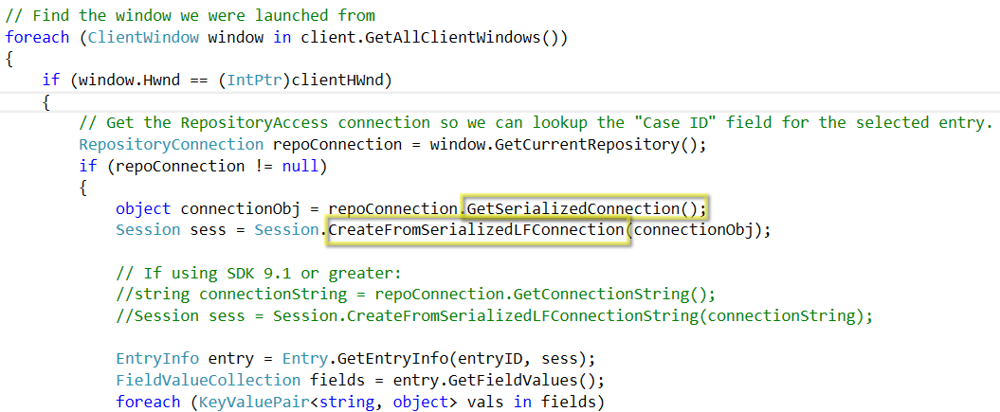 // Find the window we were launched from
foreach (ClientWindow window in client.GetAllClientWindows())
{
if (window.Hwnd == (IntPtr)clientHWnd)
{
// Get the RepositoryAccess connection so we can lookup the "Case ID" field for the selected entry.
RepositoryConnection repoConnection = window.GetCurrentRepository();
if (repoConnection != null)
{
object connectionObj = repoConnection.GetSerializedConnection();
Session sess = Session.CreateFromSerializedLFConnection(connectionObj);
// If using SDK 9.1 or greater:
//string connectionString = repoConnection.GetConnectionString();
//Session sess = Session.CreateFromSerializedLFConnectionString(connectionString);
EntryInfo entry = Entry.GetEntryInfo(entryID, sess);
FieldValueCollection fields = entry.GetFieldValues();
foreach (KeyValuePair<string, object> vals in fields)